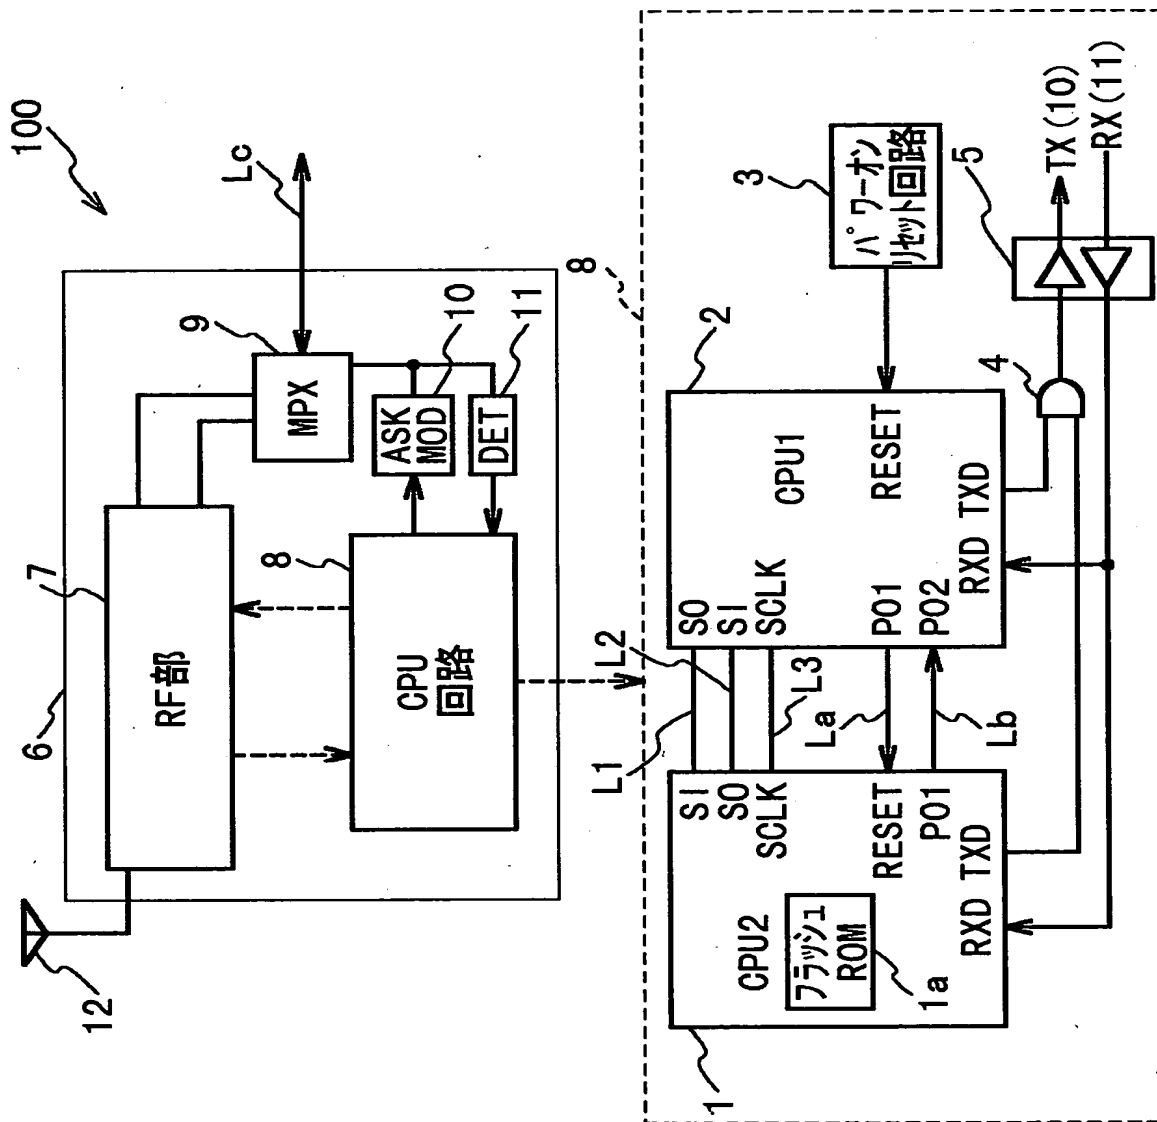 100
6
7
RF部
9
MPX
Lc
8
CPU
回路
ASK
MOD
10
DET
11
12
8
L1
L2
L3
La
Lb
1
CPU2
フラッシュ
ROM
1a
SI
SO
SCLK
RESET
PO1
RXD
TXD
2
CPU1
SO
SI
SCLK
PO1
PO2
RESET
RXD
TXD
3
パワーオン
リセット回路
4
5
TX(10)
RX(11)